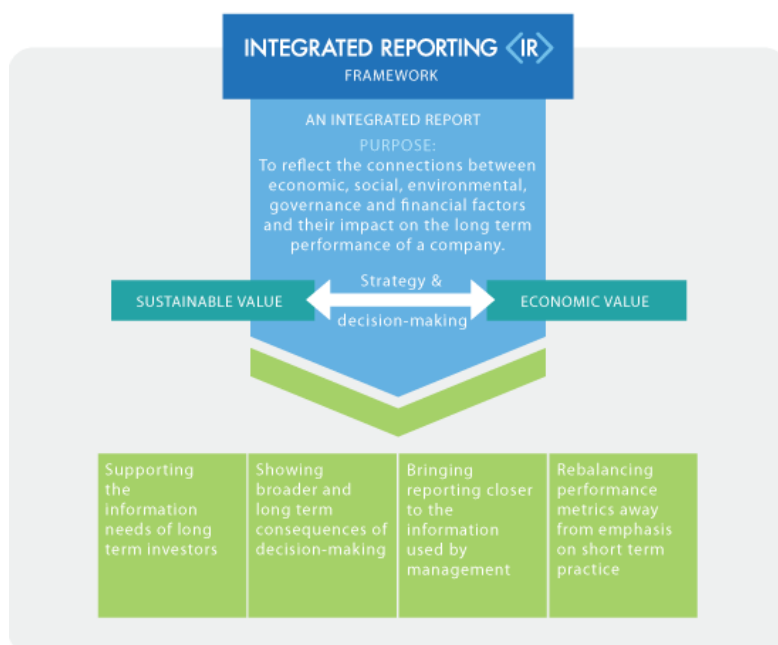 INTEGRATED REPORTING <IR>
FRAMEWORK
AN INTEGRATED REPORT
PURPOSE:
To reflect the connections between
economic, social, environmental,
governance and financial factors
and their impact on the long term
performance of a company.
SUSTAINABLE VALUE
Strategy &
decision-making
ECONOMIC VALUE
Supporting
the
information
needs of long
term investors
Showing
broader and
long term
consequences of
decision-making
Bringing
reporting closer
to the
information
used by
management
Rebalancing
performance
metrics away
from emphasis
on short term
practice